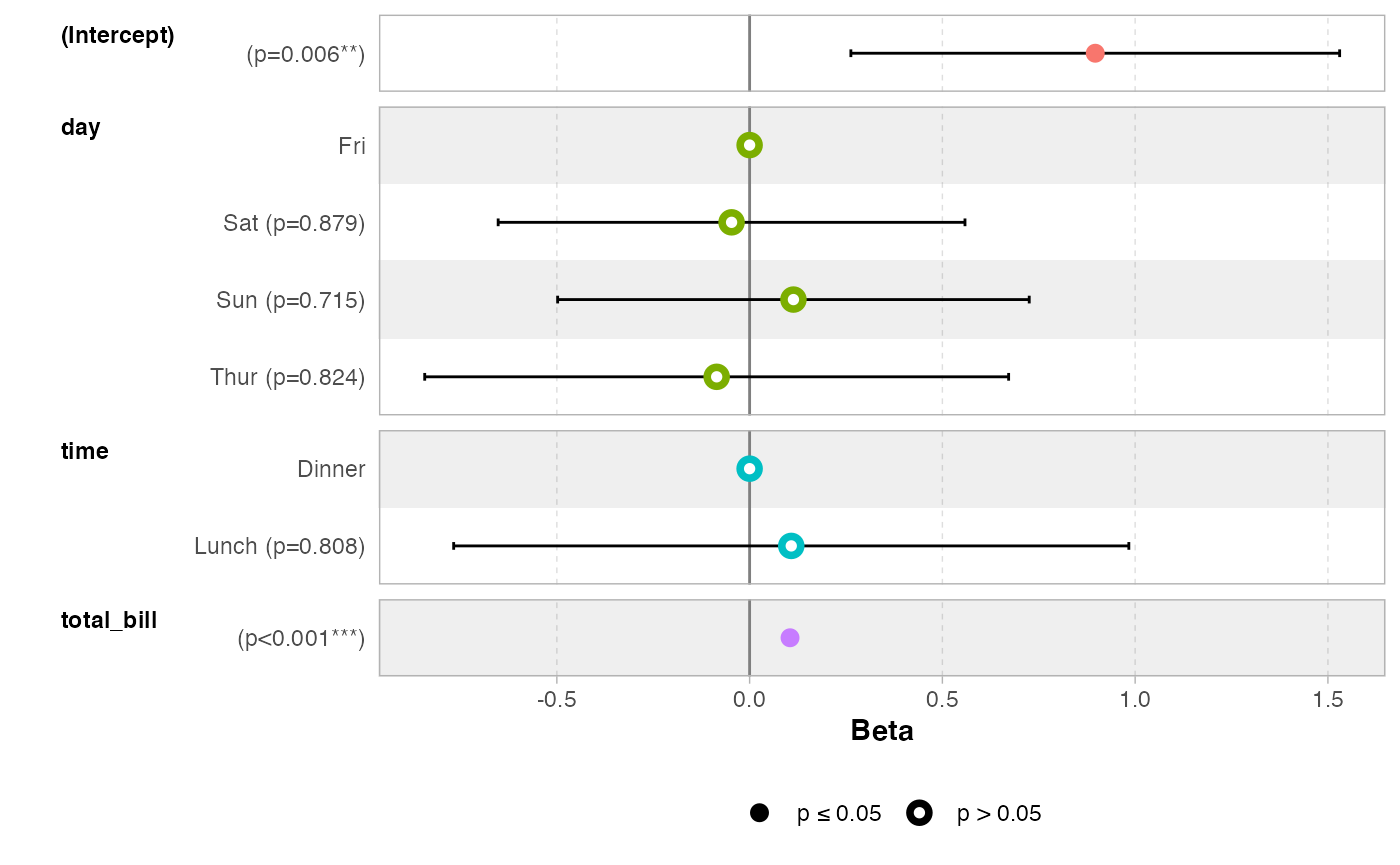 (Intercept)
(p=0.006**)
day
Fri
Sat (p=0.879)
Sun (p=0.715)
Thur (p=0.824)
time
Dinner
Lunch (p=0.808)
total_bill
(p<0.001***)
-0.5 0.0 0.5 1.0 1.5
Beta
p ≤ 0.05 p > 0.05